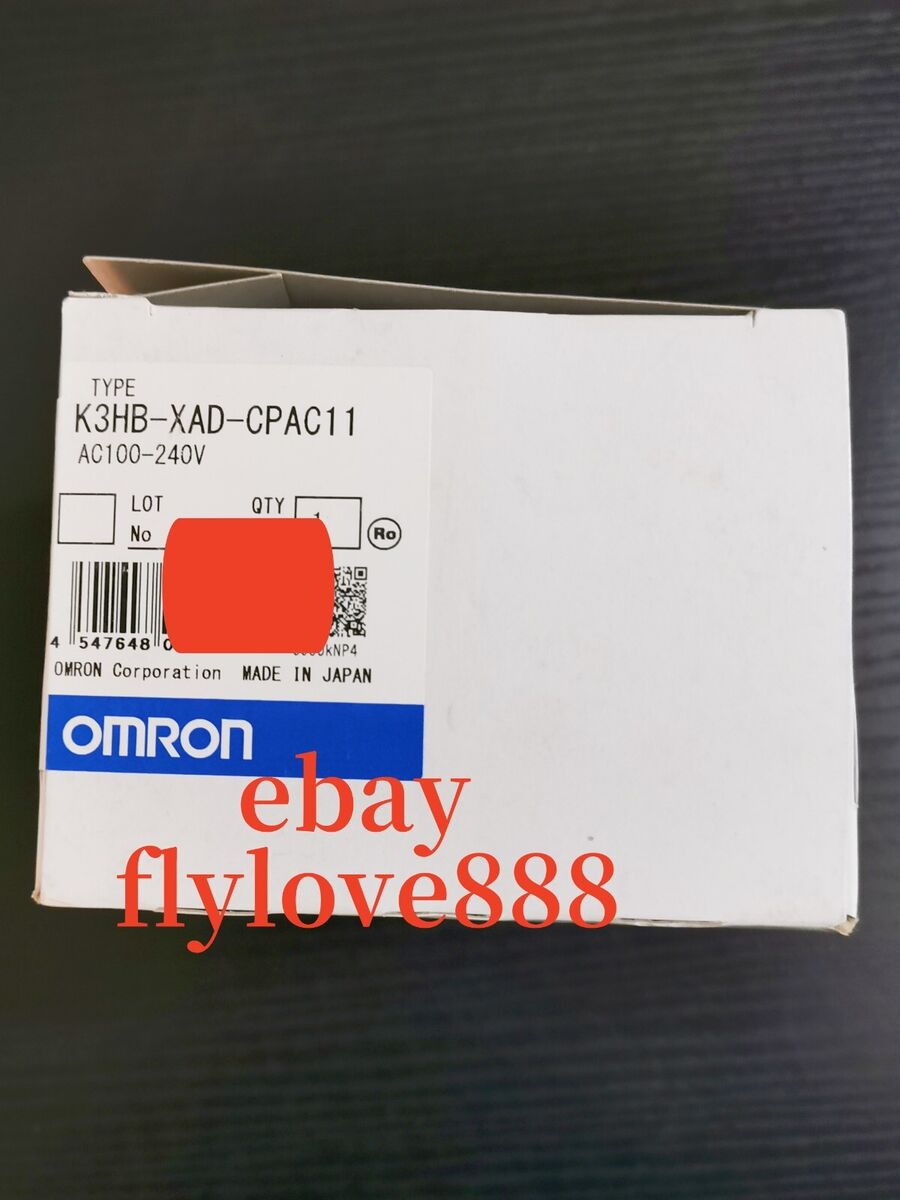 TYPE
K3HB-XAD-CPAC11
AC100-240V
LOT QTY 1
No Ro
4 547648
OMRON Corporation MADE IN JAPAN
OMRON
ebay
flylove888